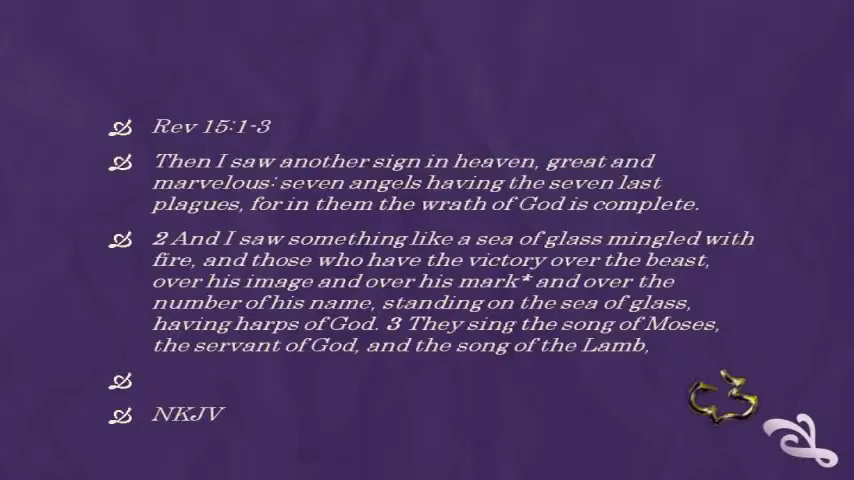 Rev 15:1-3
Then I saw another sign in heaven, great and
marvelous: seven angels having the seven last
plagues, for in them the wrath of God is complete.
2 And I saw something like a sea of glass mingled with
fire, and those who have the victory over the beast,
over his image and over his mark* and over the
number of his name, standing on the sea of glass,
having harps of God. 3 They sing the song of Moses,
the servant of God, and the song of the Lamb,
NKJV